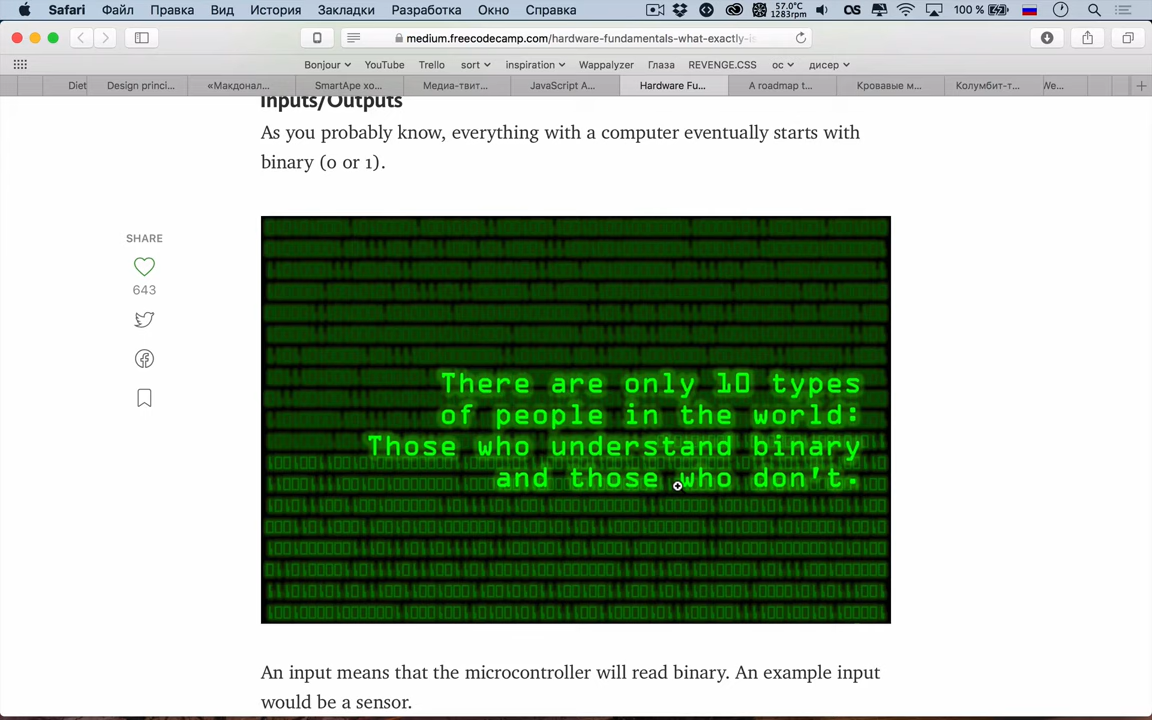 Safari Файл Правка Вид История Закладки Разработка Окно Справка 57.0°C 1283rpm 100 %
medium.freecodecamp.com/hardware-fundamentals-what-exactly-is
Bonjour YouTube Trello sort inspiration Wappalyzer Глаза REVENGE.CSS ос дисер
Diet Design princi... «Макдонал... SmartApe хо... Медиа-твит... JavaScript A... Hardware Fu... A roadmap t... Кровавые м... Колумбит-т... We...
Inputs/Outputs
As you probably know, everything with a computer eventually starts with
binary (0 or 1).
SHARE
643
There are only 10 types
of people in the world:
Those who understand binary
and those who don't.
An input means that the microcontroller will read binary. An example input
would be a sensor.